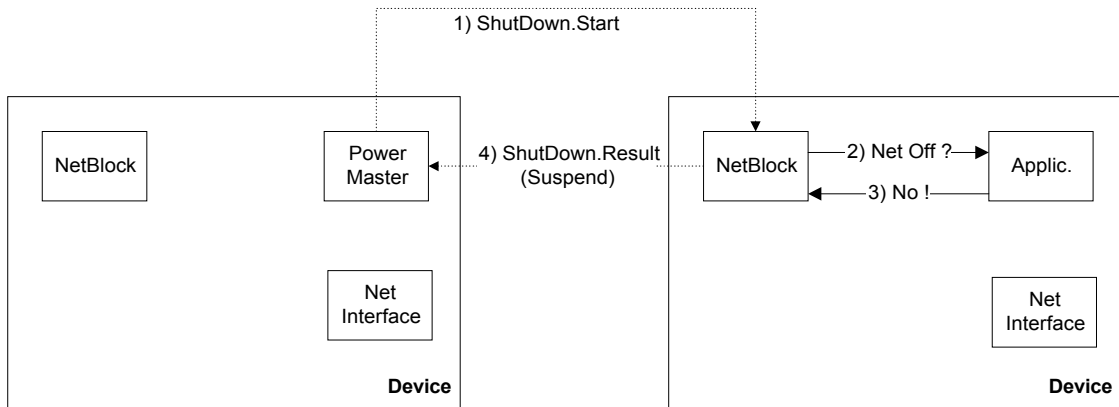 1) ShutDown.Start
NetBlock
Power
Master
4) ShutDown.Result
(Suspend)
NetBlock
2) Net Off ?
3) No !
Applic.
Net
Interface
Device
Net
Interface
Device